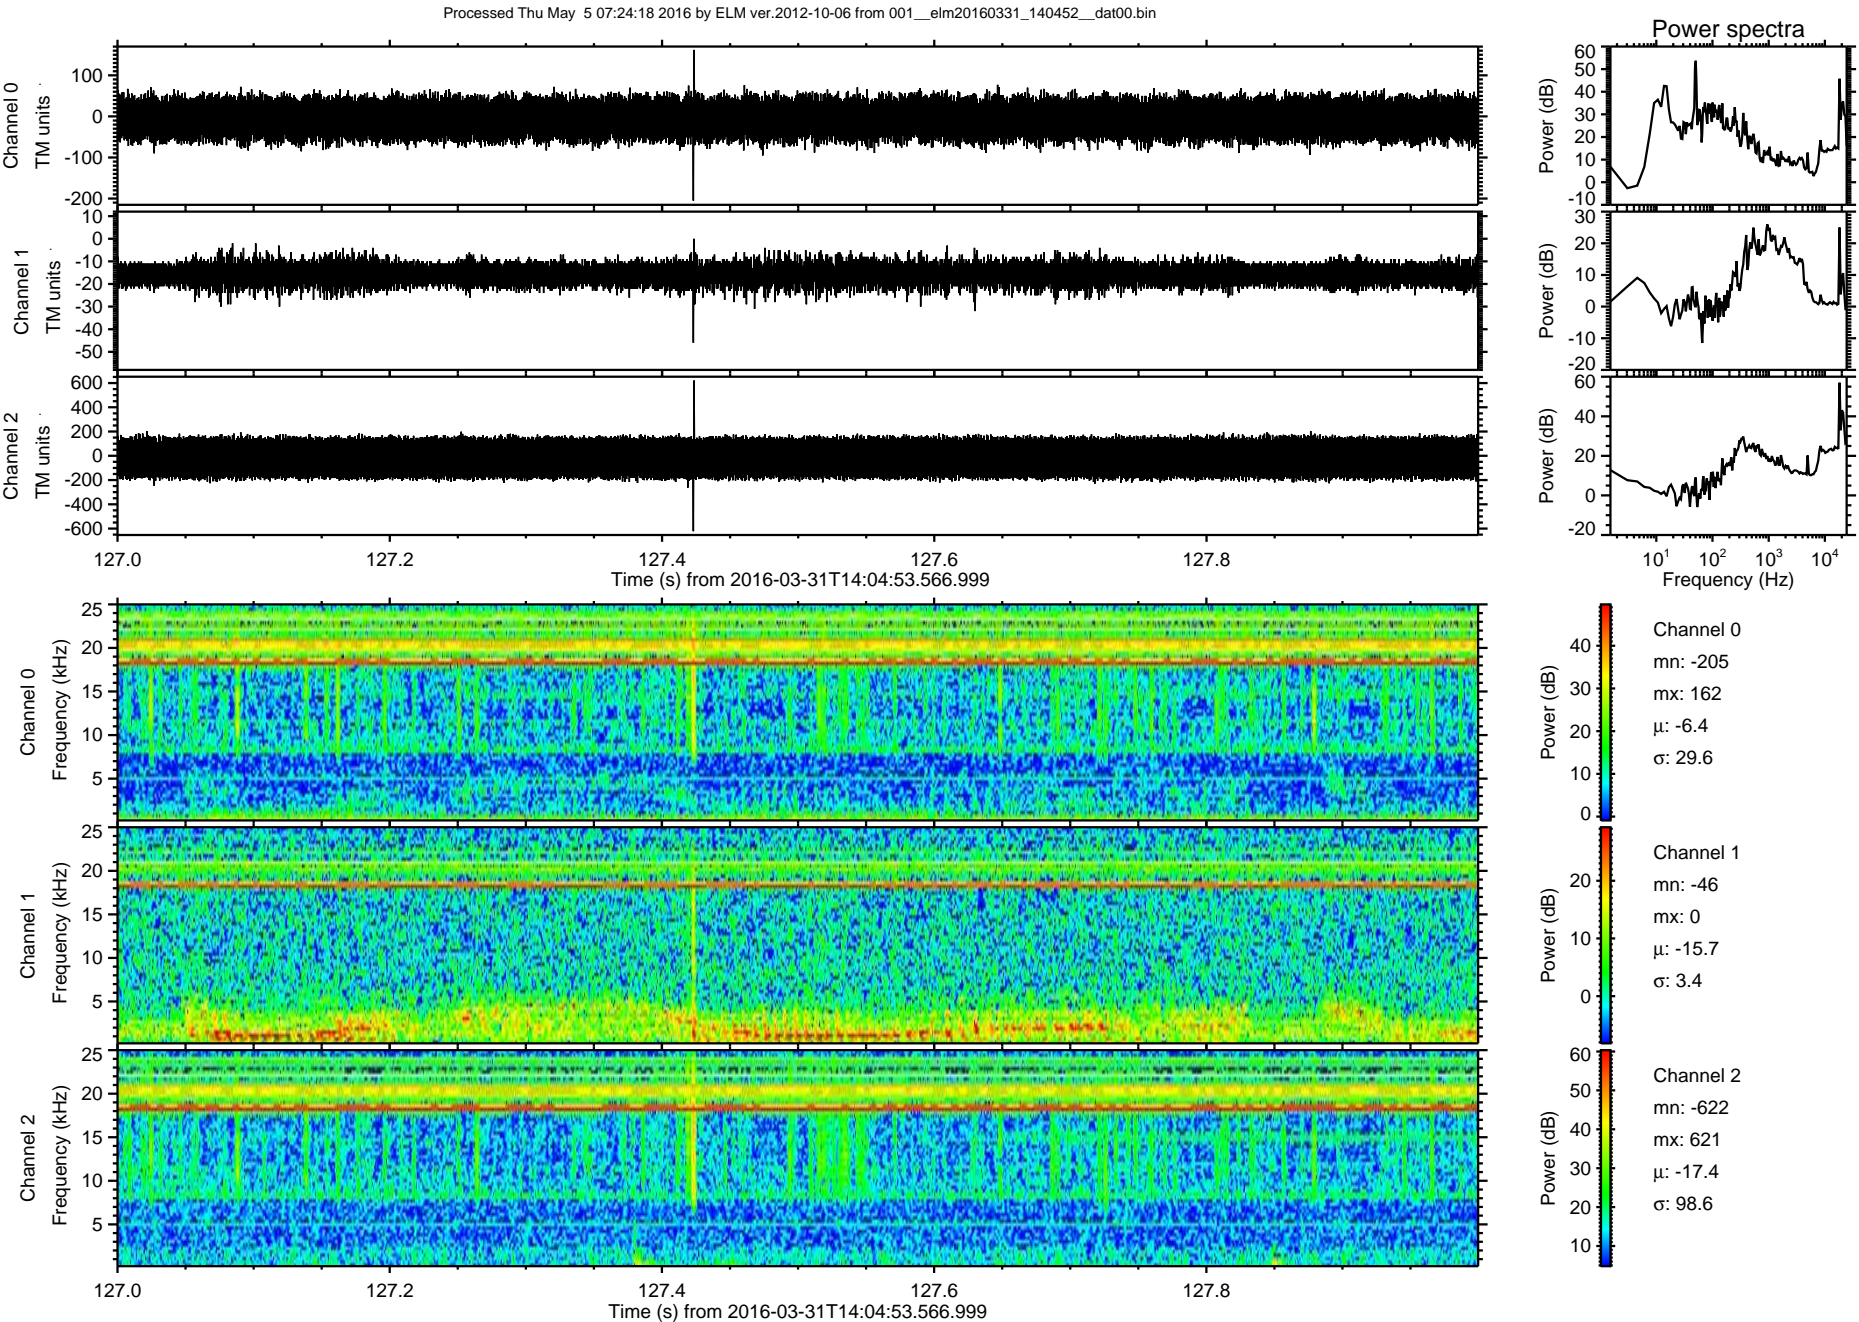 Processed Thu May  5 07:24:18 2016 by ELM ver.2012-10-06 from 001__elm20160331_140452__dat00.bin
Power spectra
Channel 0
TM units
100
0
-100
-200
Power (dB)
60
50
40
30
20
10
0
-10
Channel 1
TM units
10
0
-10
-20
-30
-40
-50
Power (dB)
30
20
10
0
-10
-20
Channel 2
TM units
600
400
200
0
-200
-400
-600
Power (dB)
60
40
20
0
-20
127.0 127.2 127.4 127.6 127.8
Time (s) from 2016-03-31T14:04:53.566.999
10¹ 10² 10³ 10⁴
Frequency (Hz)
Channel 0
Frequency (kHz)
25
20
15
10
5
Power (dB)
40
30
20
10
0
Channel 0
mn: -205
mx: 162
μ: -6.4
σ: 29.6
Channel 1
Frequency (kHz)
25
20
15
10
5
Power (dB)
20
10
0
Channel 1
mn: -46
mx: 0
μ: -15.7
σ: 3.4
Channel 2
Frequency (kHz)
25
20
15
10
5
Power (dB)
60
50
40
30
20
10
Channel 2
mn: -622
mx: 621
μ: -17.4
σ: 98.6
127.0 127.2 127.4 127.6 127.8
Time (s) from 2016-03-31T14:04:53.566.999